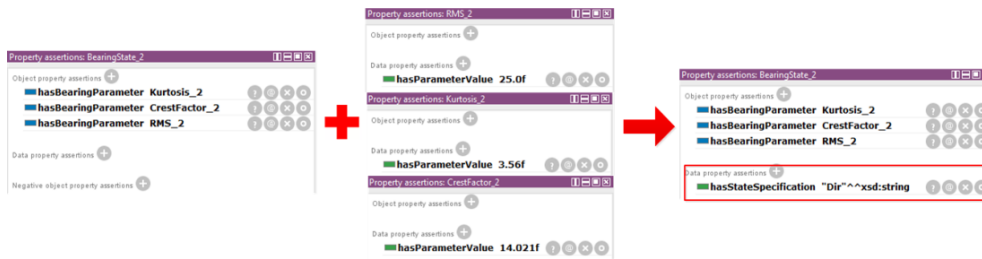 Property assertions: BearingState_2
Object property assertions
hasBearingParameter Kurtosis_2
hasBearingParameter CrestFactor_2
hasBearingParameter RMS_2
Data property assertions
Negative object property assertions
Property assertions: RMS_2
Object property assertions
Data property assertions
hasParameterValue 25.0f
Property assertions: Kurtosis_2
Object property assertions
Data property assertions
hasParameterValue 3.56f
Property assertions: CrestFactor_2
Object property assertions
Data property assertions
hasParameterValue 14.021f
Property assertions: BearingState_2
Object property assertions
hasBearingParameter Kurtosis_2
hasBearingParameter CrestFactor_2
hasBearingParameter RMS_2
Data property assertions
hasStateSpecification "Dir"^^xsd:string